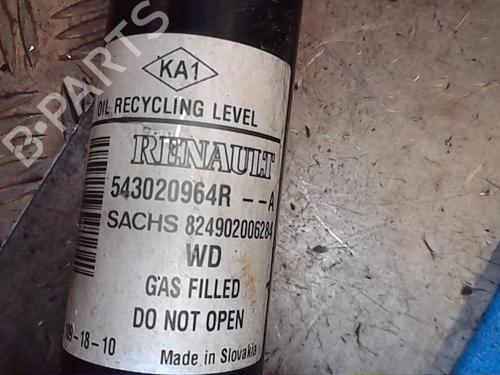 KA1
OIL RECYCLING LEVEL
RENAULT
543020964R --A
SACHS 824902006284
WD
GAS FILLED
DO NOT OPEN
09-18-10
Made in Slovakia
B-PARTS